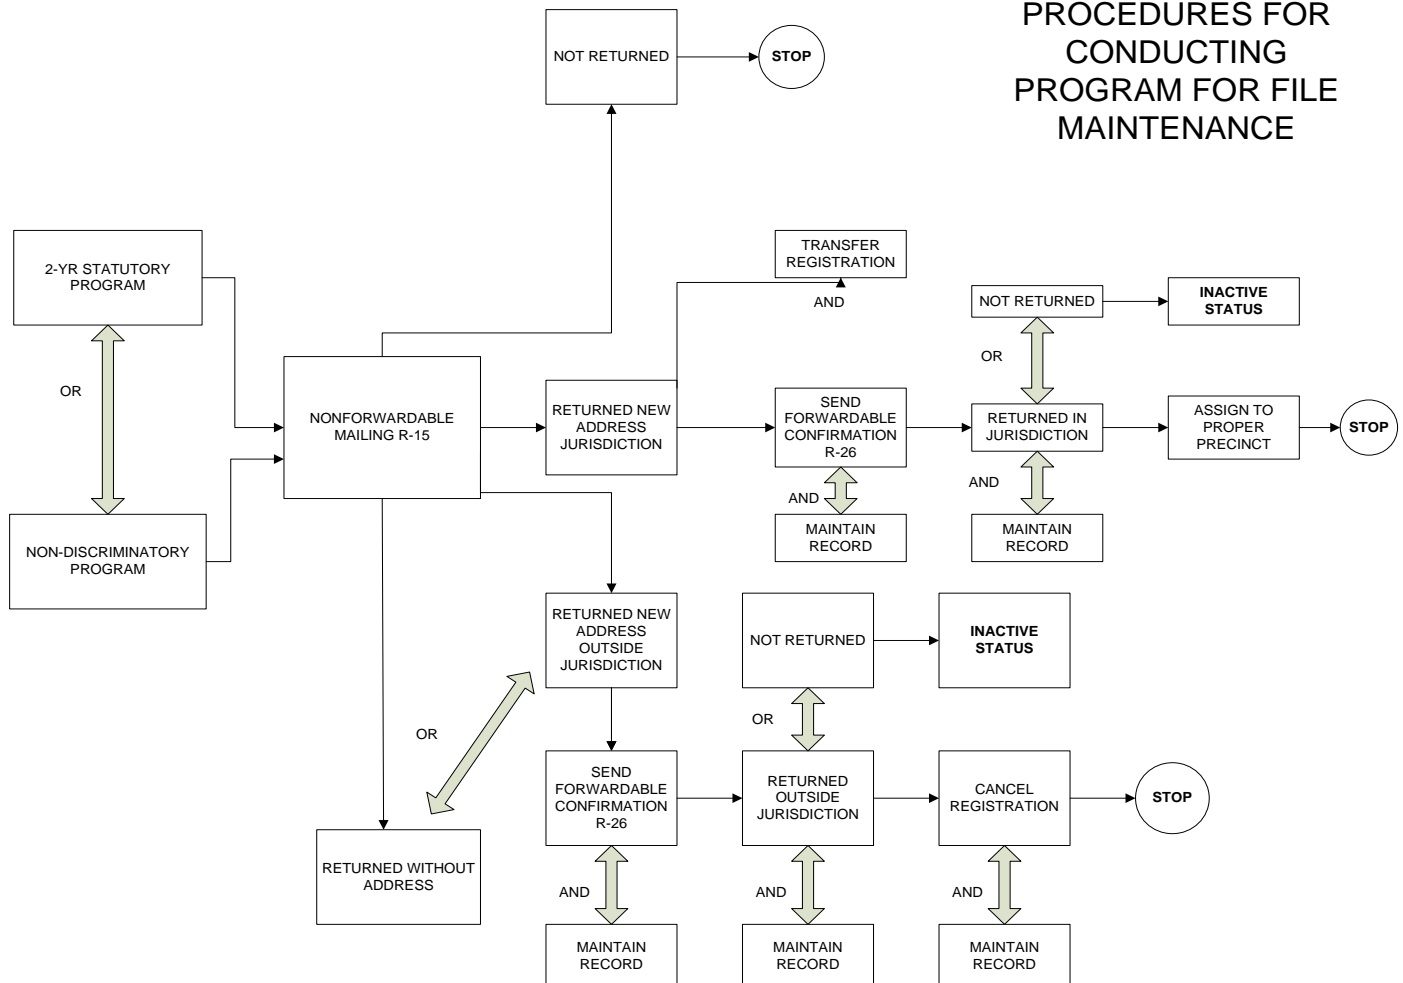 PROCEDURES FOR
CONDUCTING
PROGRAM FOR FILE
MAINTENANCE
NOT RETURNED
STOP
2-YR STATUTORY
PROGRAM
OR
NON-DISCRIMINATORY
PROGRAM
NONFORWARDABLE
MAILING R-15
TRANSFER
REGISTRATION
AND
RETURNED NEW
ADDRESS
JURISDICTION
SEND
FORWARDABLE
CONFIRMATION
R-26
AND
MAINTAIN
RECORD
NOT RETURNED
INACTIVE
STATUS
OR
RETURNED IN
JURISDICTION
ASSIGN TO
PROPER
PRECINCT
STOP
AND
MAINTAIN
RECORD
RETURNED NEW
ADDRESS
OUTSIDE
JURISDICTION
NOT RETURNED
INACTIVE
STATUS
OR
OR
SEND
FORWARDABLE
CONFIRMATION
R-26
RETURNED
OUTSIDE
JURISDICTION
CANCEL
REGISTRATION
STOP
RETURNED WITHOUT
ADDRESS
AND
AND
AND
MAINTAIN
RECORD
MAINTAIN
RECORD
MAINTAIN
RECORD